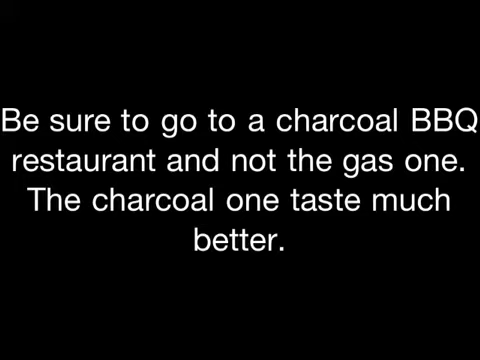 Be sure to go to a charcoal BBQ
restaurant and not the gas one.
The charcoal one taste much
better.